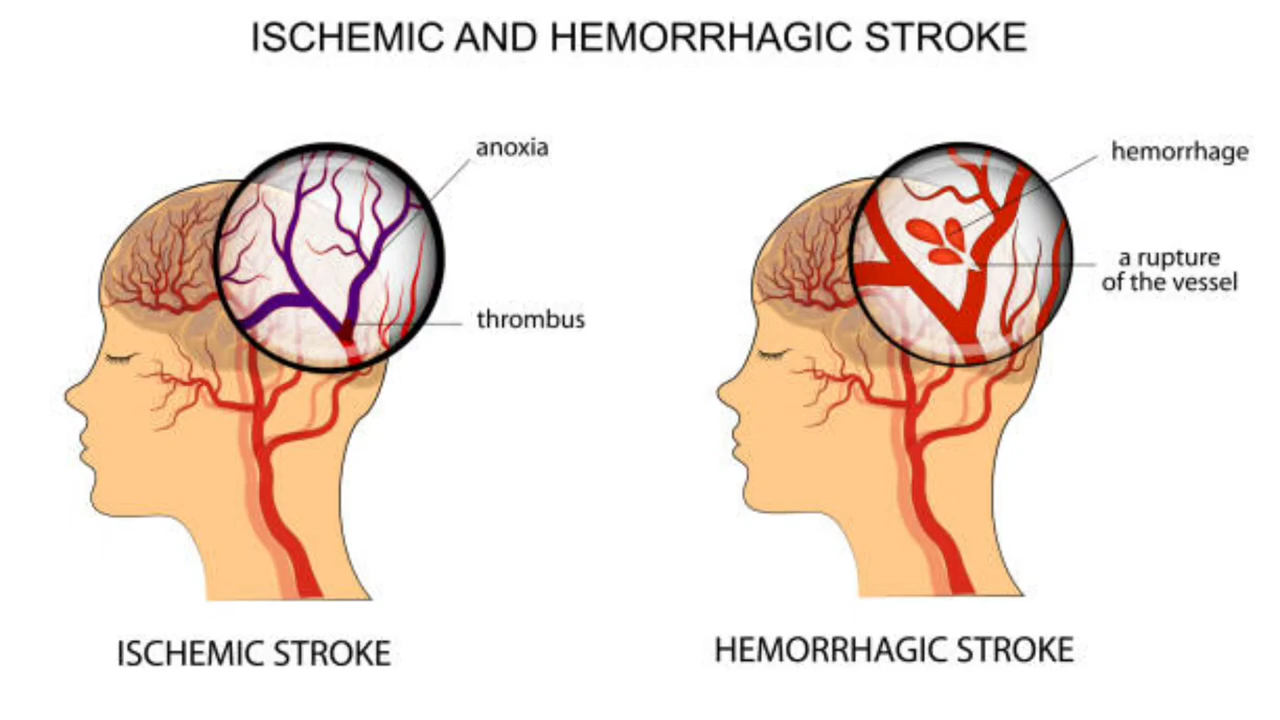 ISCHEMIC AND HEMORRHAGIC STROKE
anoxia
thrombus
ISCHEMIC STROKE
hemorrhage
a rupture
of the vessel
HEMORRHAGIC STROKE